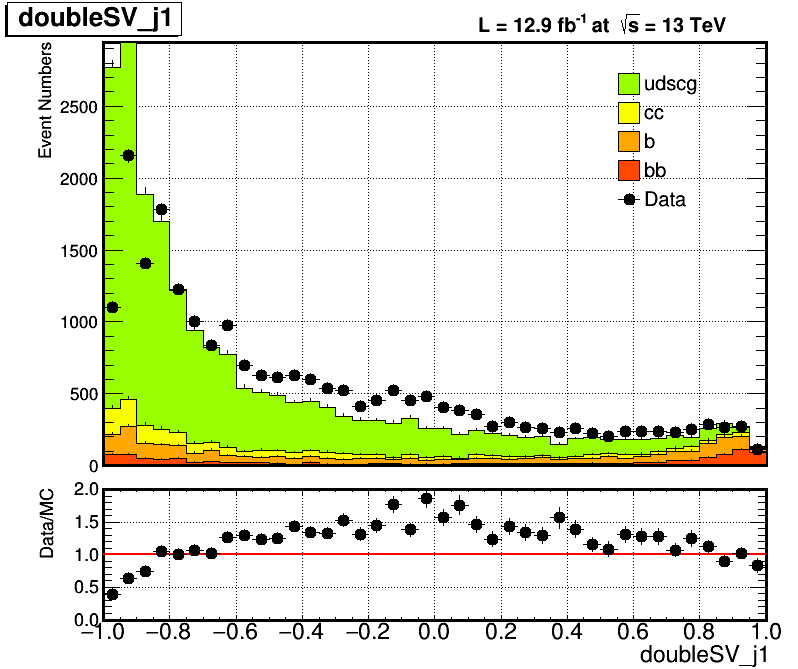 doubleSV_j1
L = 12.9 fb⁻¹ at √s = 13 TeV
Event Numbers
2500
2000
1500
1000
500
0
udscg
cc
b
bb
Data
Data/MC
2.0
1.5
1.0
0.5
0.0
−1.0 −0.8 −0.6 −0.4 −0.2 0.0 0.2 0.4 0.6 0.8 1.0
doubleSV_j1